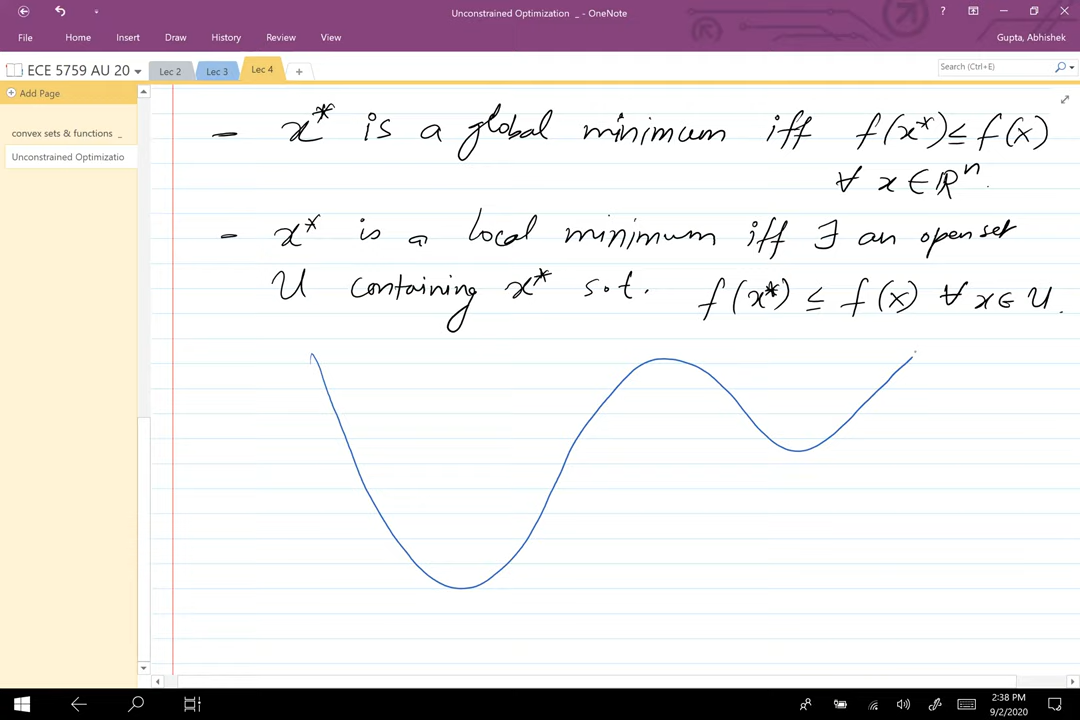 Unconstrained Optimization _ - OneNote
?
File Home Insert Draw History Review View
Gupta, Abhishek
ECE 5759 AU 20
Lec 2
Lec 3
Lec 4
+
Search (Ctrl+E)
Add Page
convex sets & functions _
Unconstrained Optimizatio
- x* is a global minimum iff f(x*) ≤ f(x)
∀ x ∈ ℝⁿ.
- x* is a local minimum iff ∃ an open set
U containing x* s.t. f(x*) ≤ f(x) ∀ x ∈ U.
2:38 PM
9/2/2020